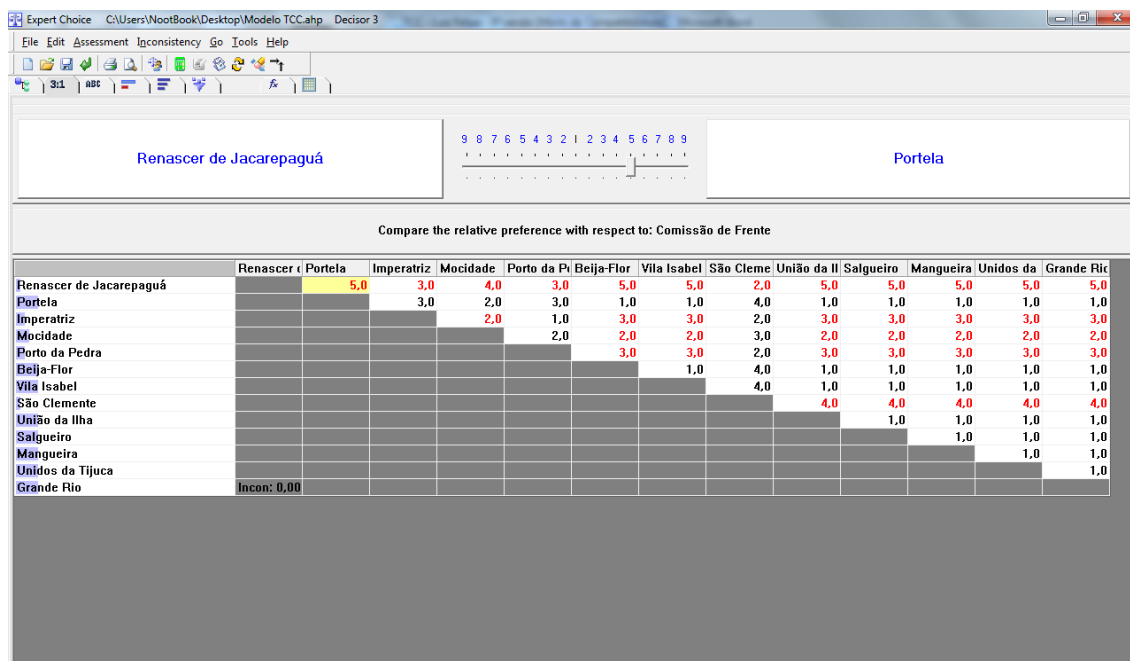 Expert Choice C:\Users\NootBook\Desktop\Modelo TCC.ahp Decisor 3
File Edit Assessment Inconsistency Go Tools Help
3:1 ABC fx
Renascer de Jacarepaguá
9 8 7 6 5 4 3 2 1 2 3 4 5 6 7 8 9
Portela
Compare the relative preference with respect to: Comissão de Frente
Renascer ( Portela Imperatriz Mocidade Porto da P Beija-Flor Vila Isabel São Cleme União da Il Salgueiro Mangueira Unidos da Grande Ric
Renascer de Jacarepaguá 5,0 3,0 4,0 3,0 5,0 5,0 2,0 5,0 5,0 5,0 5,0 5,0
Portela 3,0 2,0 3,0 1,0 1,0 4,0 1,0 1,0 1,0 1,0 1,0
Imperatriz 2,0 1,0 3,0 3,0 2,0 3,0 3,0 3,0 3,0 3,0
Mocidade 2,0 2,0 2,0 3,0 2,0 2,0 2,0 2,0 2,0
Porto da Pedra 3,0 3,0 2,0 3,0 3,0 3,0 3,0 3,0
Beija-Flor 1,0 4,0 1,0 1,0 1,0 1,0 1,0
Vila Isabel 4,0 1,0 1,0 1,0 1,0 1,0
São Clemente 4,0 4,0 4,0 4,0 4,0
União da Ilha 1,0 1,0 1,0 1,0
Salgueiro 1,0 1,0 1,0
Mangueira 1,0 1,0
Unidos da Tijuca 1,0
Grande Rio Incon: 0,00